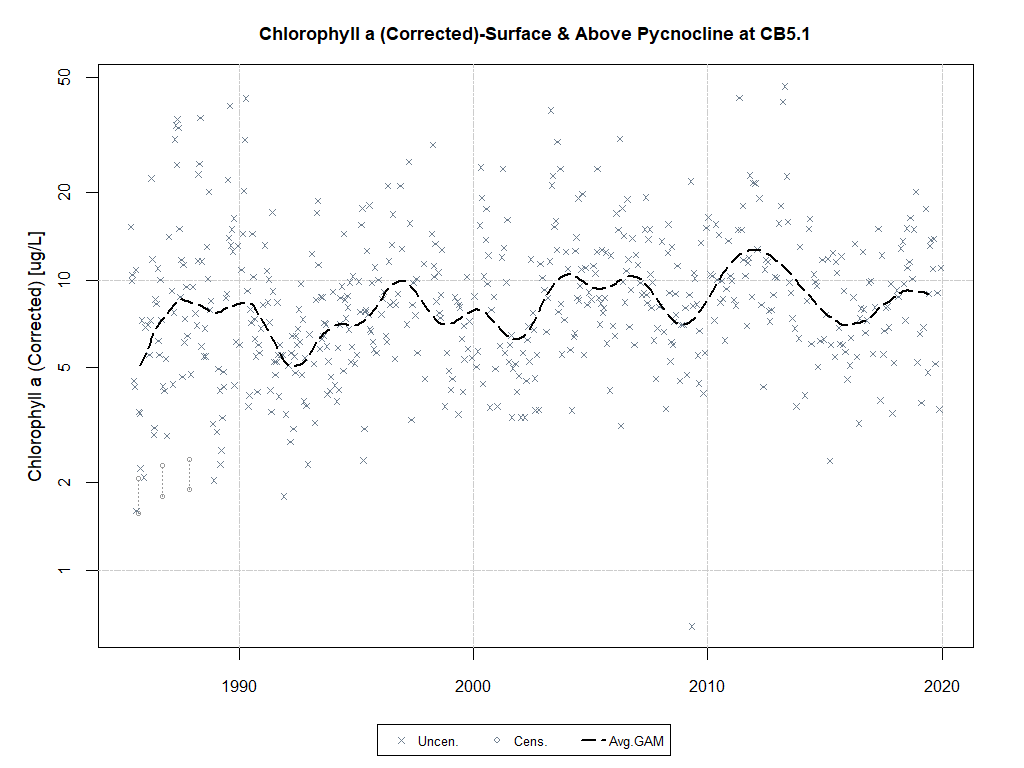 Chlorophyll a (Corrected)-Surface & Above Pycnocline at CB5.1
Chlorophyll a (Corrected) [ug/L]
50
20
10
5
2
1
1990 2000 2010 2020
Uncen. Cens. Avg.GAM